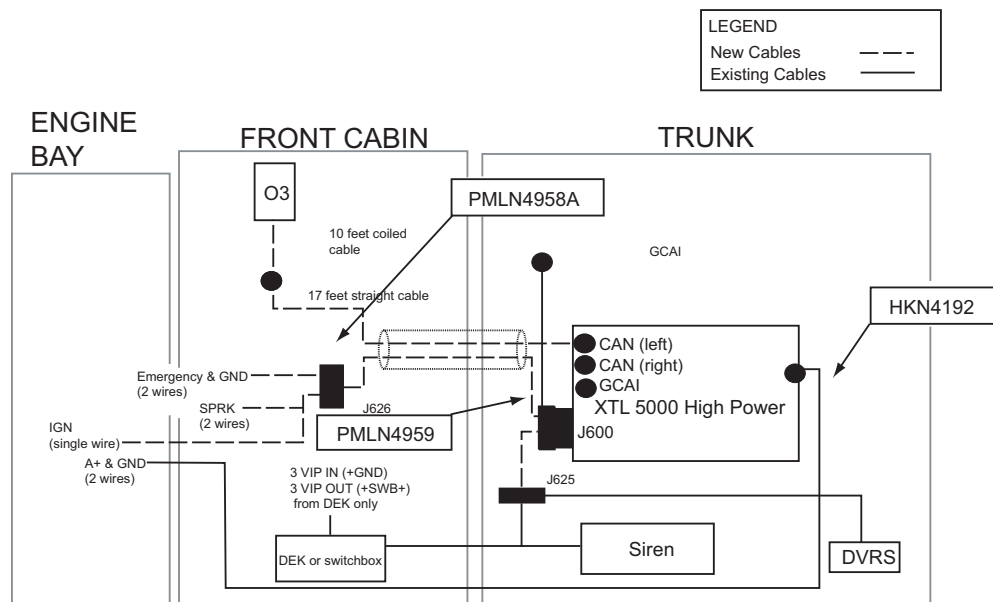 LEGEND
New Cables
Existing Cables
ENGINE
BAY
FRONT CABIN
TRUNK
O3
PMLN4958A
10 feet coiled
cable
GCAI
17 feet straight cable
HKN4192
CAN (left)
CAN (right)
GCAI
XTL 5000 High Power
Emergency & GND
(2 wires)
SPRK
(2 wires)
J626
PMLN4959
J600
IGN
(single wire)
A+ & GND
(2 wires)
3 VIP IN (+GND)
3 VIP OUT (+SWB+)
from DEK only
J625
DEK or switchbox
Siren
DVRS